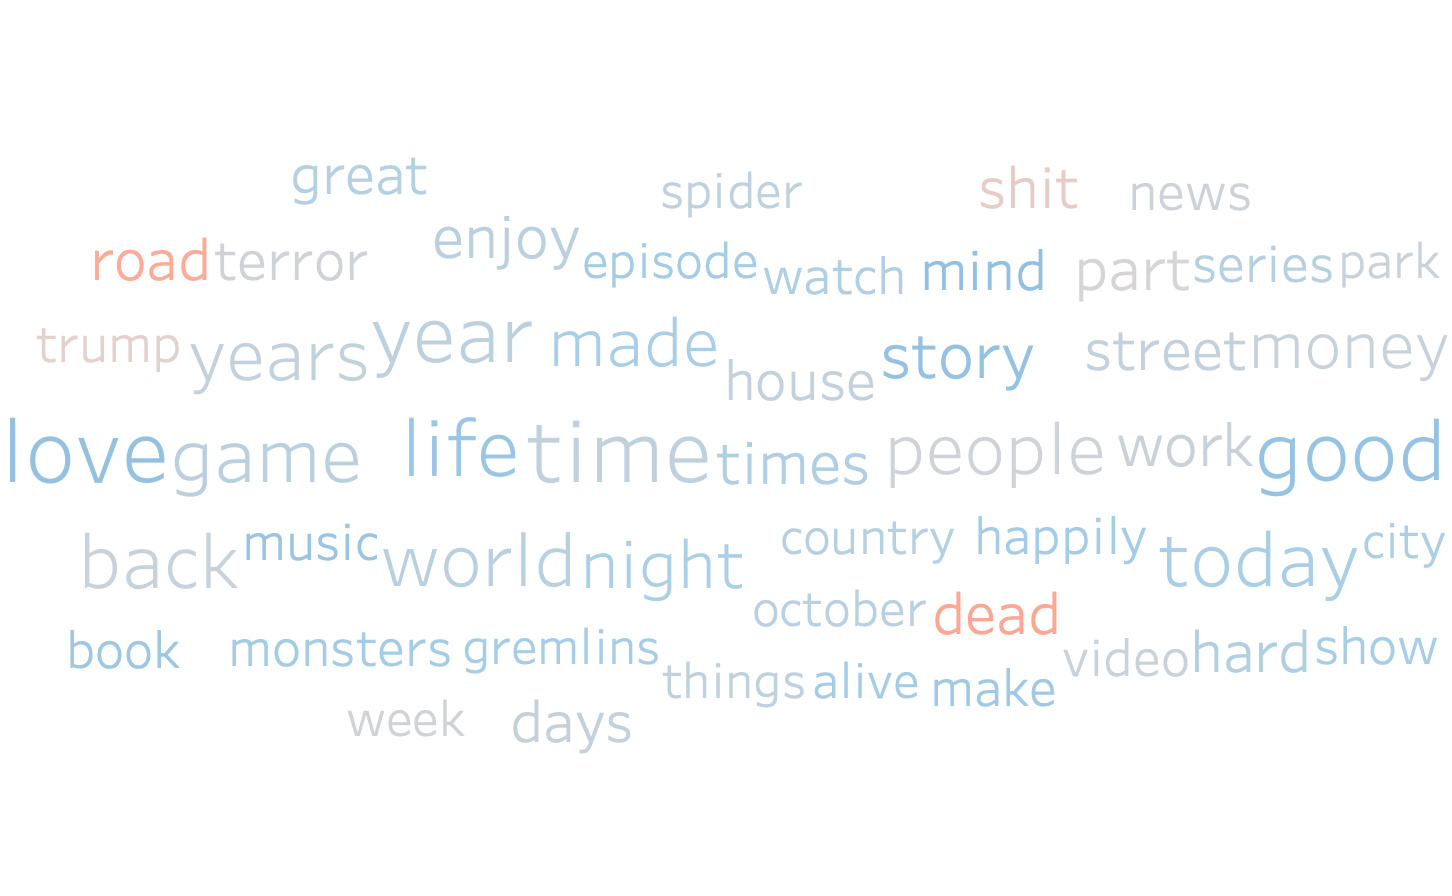 great spider shit news
road terror enjoy episode watch mind part series park
trump years year made house story street money
love game life time times people work good
back music world night country happily today city
october dead
book monsters gremlins things alive make video hard show
week days